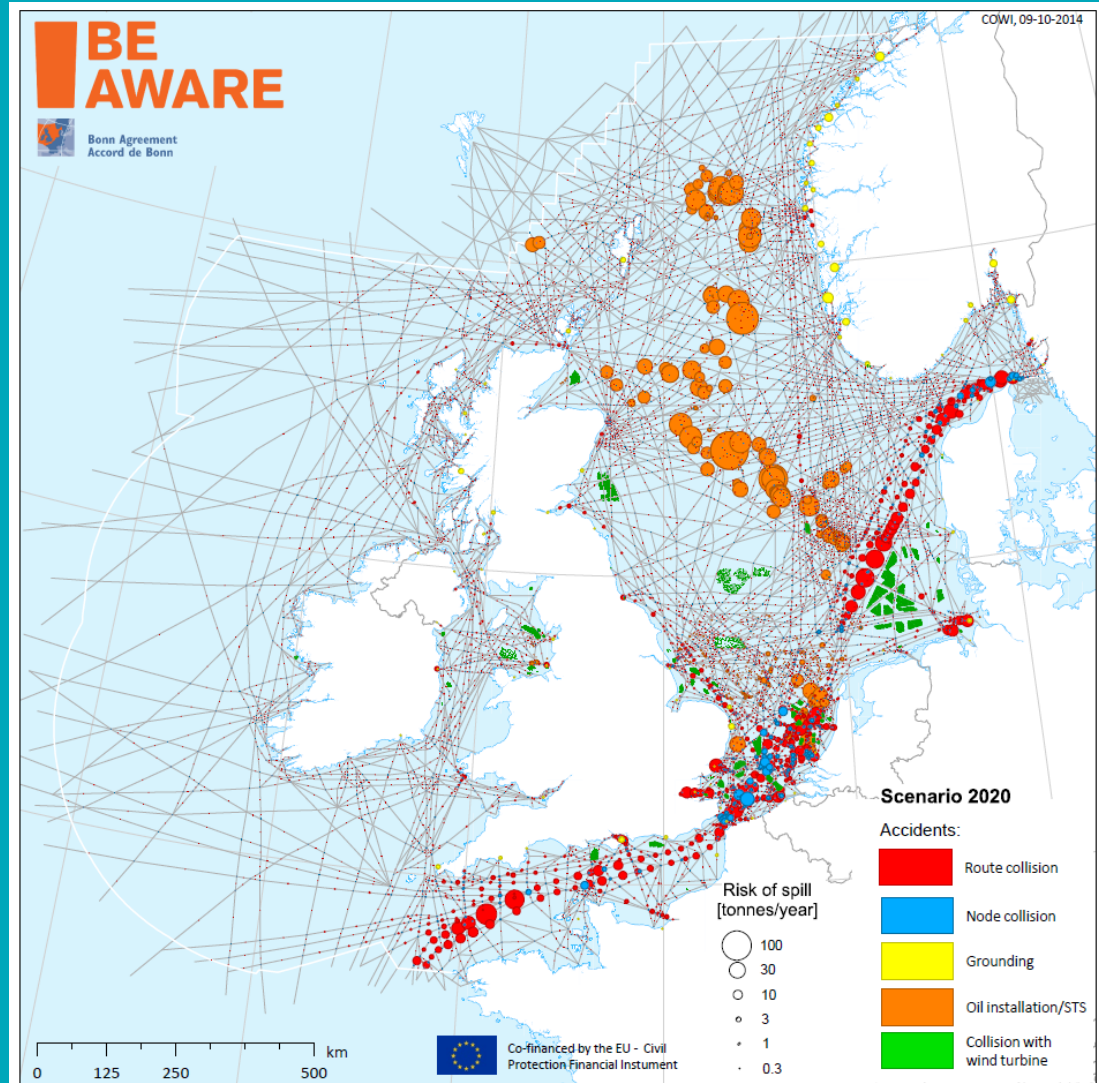 COWI, 09-10-2014
BE
AWARE
Bonn Agreement
Accord de Bonn
Scenario 2020
Accidents:
Route collision
Node collision
Grounding
Oil installation/STS
Collision with
wind turbine
Risk of spill
[tonnes/year]
100
30
10
3
1
0.3
km
0 125 250 500
Co-financed by the EU - Civil
Protection Financial Instument